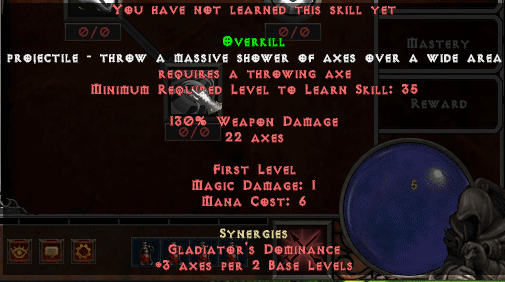 You have not learned this skill yet
0/0
0/0
Overkill
Mastery
projectile - throw a massive shower of axes over a wide area
requires a throwing axe
Minimum Required Level to Learn Skill: 35
Reward
130% Weapon Damage
0/0
22 axes
First Level
Magic Damage: 1
5
Mana Cost: 6
Synergies
Gladiator's Dominance
+3 axes per 2 Base Levels